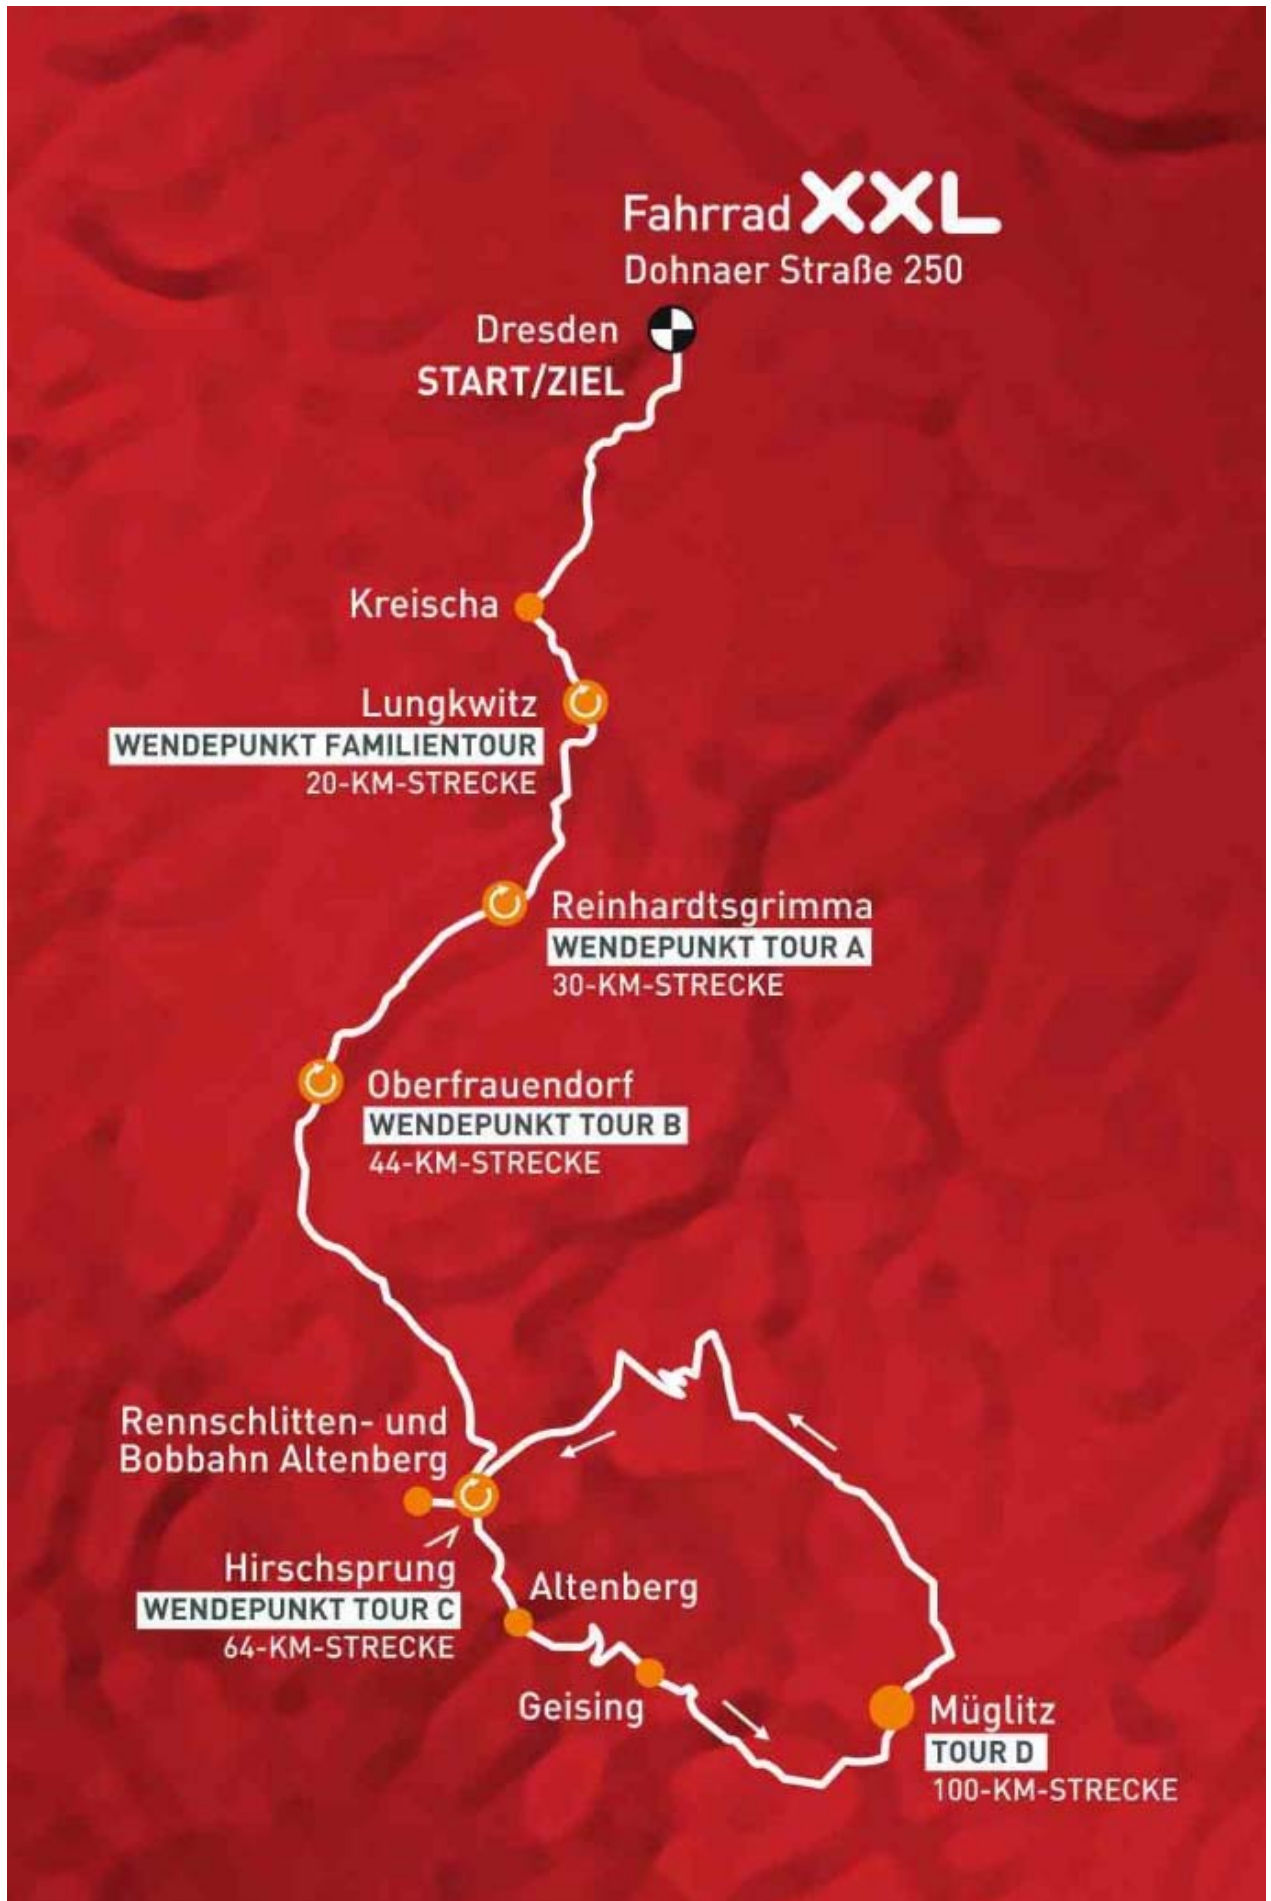 Fahrrad XXL
Dohnaer Straße 250
Dresden
START/ZIEL
Kreischa
Lungkwitz
WENDEPUNKT FAMILIENTOUR
20-KM-STRECKE
Reinhardtsgrimma
WENDEPUNKT TOUR A
30-KM-STRECKE
Oberfrauendorf
WENDEPUNKT TOUR B
44-KM-STRECKE
Rennschlitten- und
Bobbahn Altenberg
Hirschsprung
WENDEPUNKT TOUR C
64-KM-STRECKE
Altenberg
Geising
Müglitz
TOUR D
100-KM-STRECKE